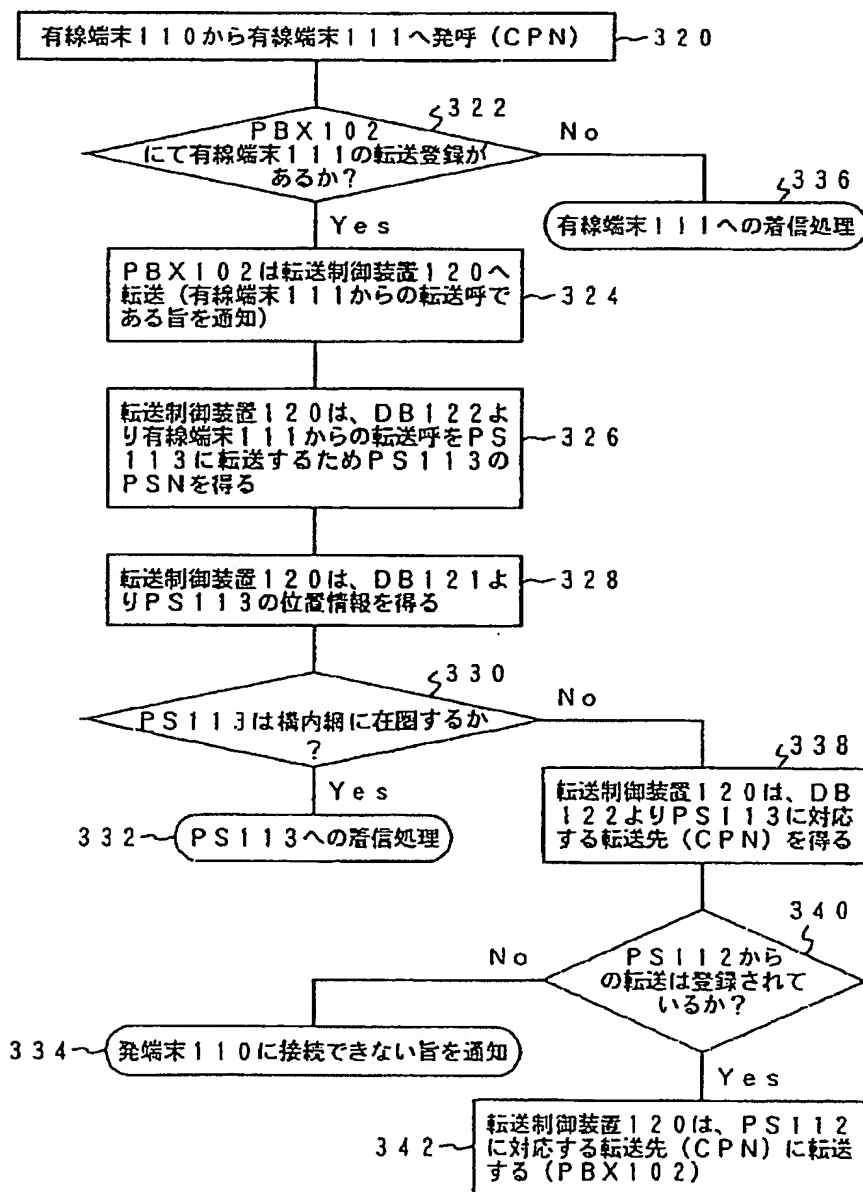 有線端末110から有線端末111へ発呼（CPN）
320
322
PBX102
にて有線端末111の転送登録が
あるか？
No
Yes
336
有線端末111への着信処理
PBX102は転送制御装置120へ
転送（有線端末111からの転送呼で
ある旨を通知）
324
転送制御装置120は、DB122よ
り有線端末111からの転送呼をPS
113に転送するためPS113の
PSNを得る
326
転送制御装置120は、DB121よ
りPS113の位置情報を得る
328
330
PS113は構内網に在圏するか
？
No
Yes
332
PS113への着信処理
338
転送制御装置120は、DB
122よりPS113に対応
する転送先（CPN）を得る
340
PS112から
の転送は登録されて
いるか？
No
334
発端末110に接続できない旨を通知
Yes
342
転送制御装置120は、PS112
に対応する転送先（CPN）に転送
する（PBX102）